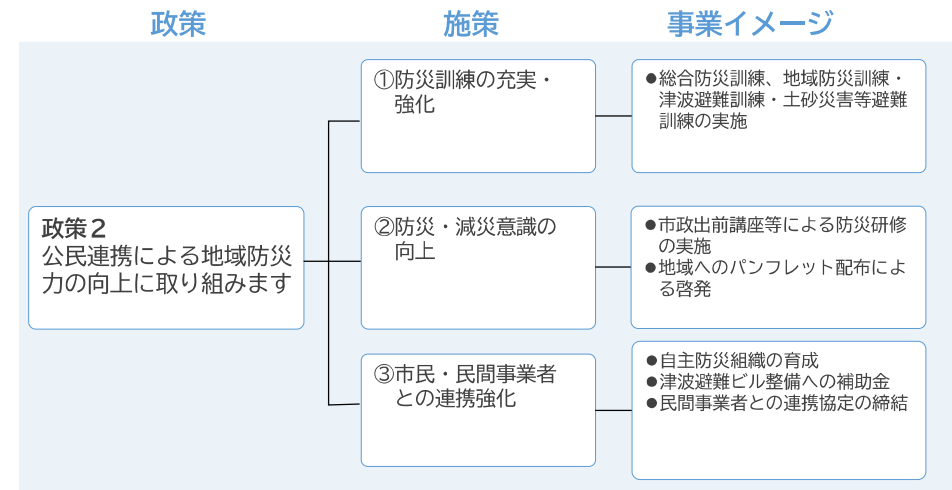 政策
施策
事業イメージ
政策２
公民連携による地域防災
力の向上に取り組みます
①防災訓練の充実・
強化
●総合防災訓練、地域防災訓練・
津波避難訓練・土砂災害等避難
訓練の実施
②防災・減災意識の
向上
●市政出前講座等による防災研修
の実施
●地域へのパンフレット配布によ
る啓発
③市民・民間事業者
との連携強化
●自主防災組織の育成
●津波避難ビル整備への補助金
●民間事業者との連携協定の締結